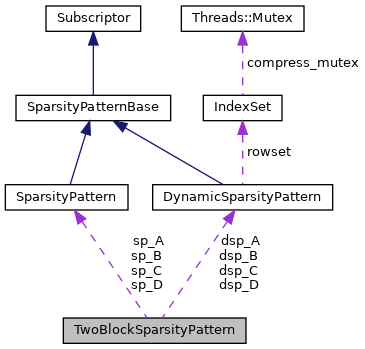 Subscriptor
Threads::Mutex
compress_mutex
SparsityPatternBase
IndexSet
rowset
SparsityPattern
DynamicSparsityPattern
sp_A
sp_B
sp_C
sp_D
dsp_A
dsp_B
dsp_C
dsp_D
TwoBlockSparsityPattern